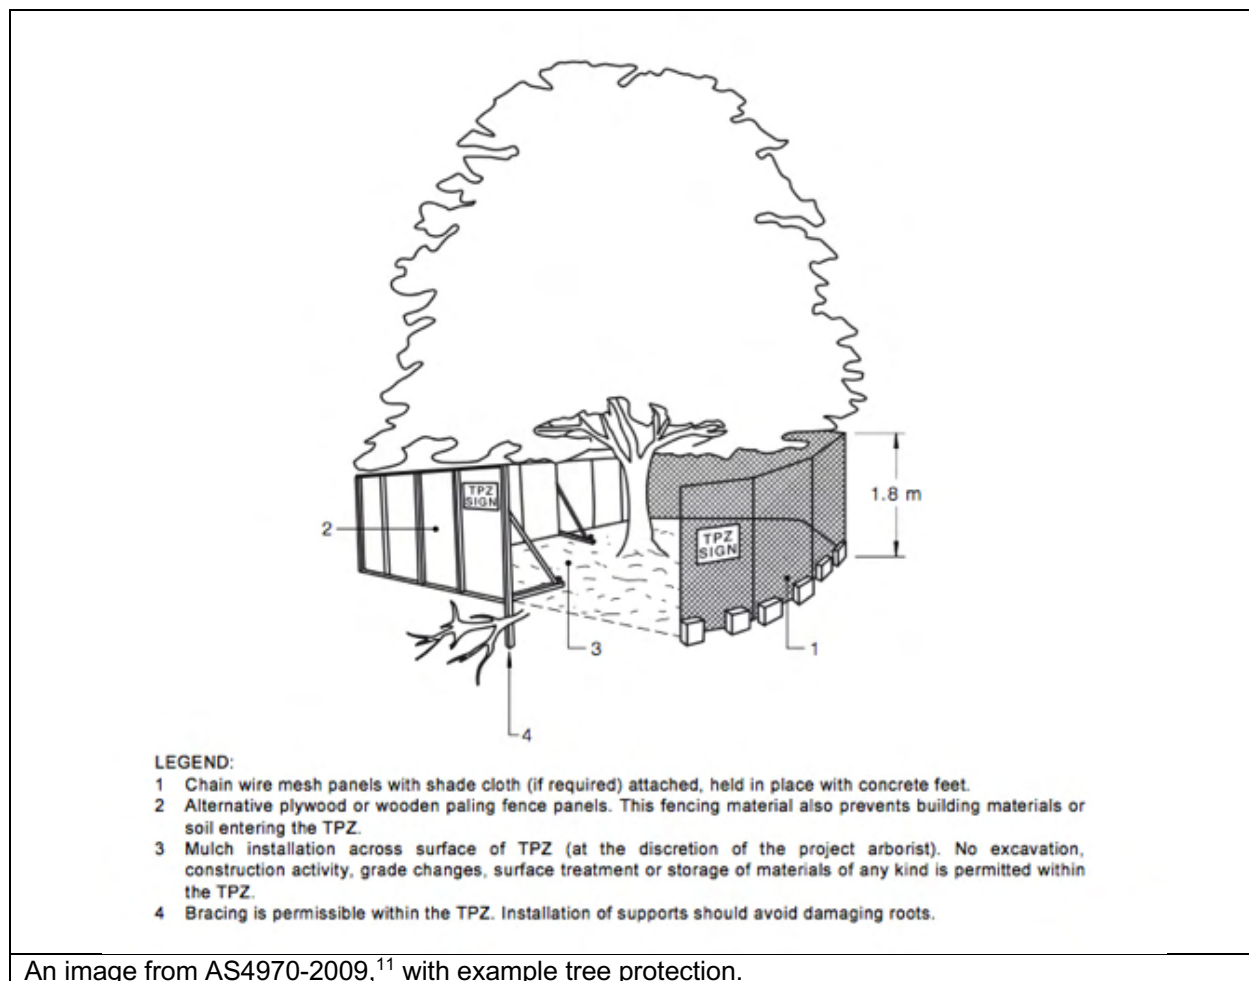 TPZ
SIGN
1.8 m
2
TPZ
SIGN
3
1
4
LEGEND:
1 Chain wire mesh panels with shade cloth (if required) attached, held in place with concrete feet.
2 Alternative plywood or wooden paling fence panels. This fencing material also prevents building materials or
soil entering the TPZ.
3 Mulch installation across surface of TPZ (at the discretion of the project arborist). No excavation,
construction activity, grade changes, surface treatment or storage of materials of any kind is permitted within
the TPZ.
4 Bracing is permissible within the TPZ. Installation of supports should avoid damaging roots.
An image from AS4970-2009,¹¹ with example tree protection.